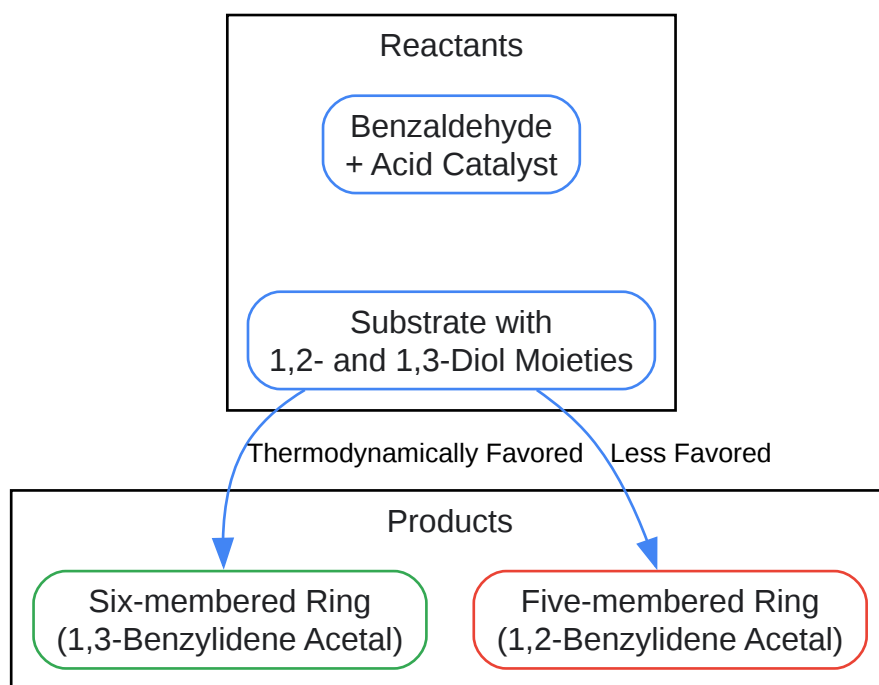 Reactants
Benzaldehyde
+ Acid Catalyst
Substrate with
1,2- and 1,3-Diol Moieties
Thermodynamically Favored
Less Favored
Products
Six-membered Ring
(1,3-Benzylidene Acetal)
Five-membered Ring
(1,2-Benzylidene Acetal)